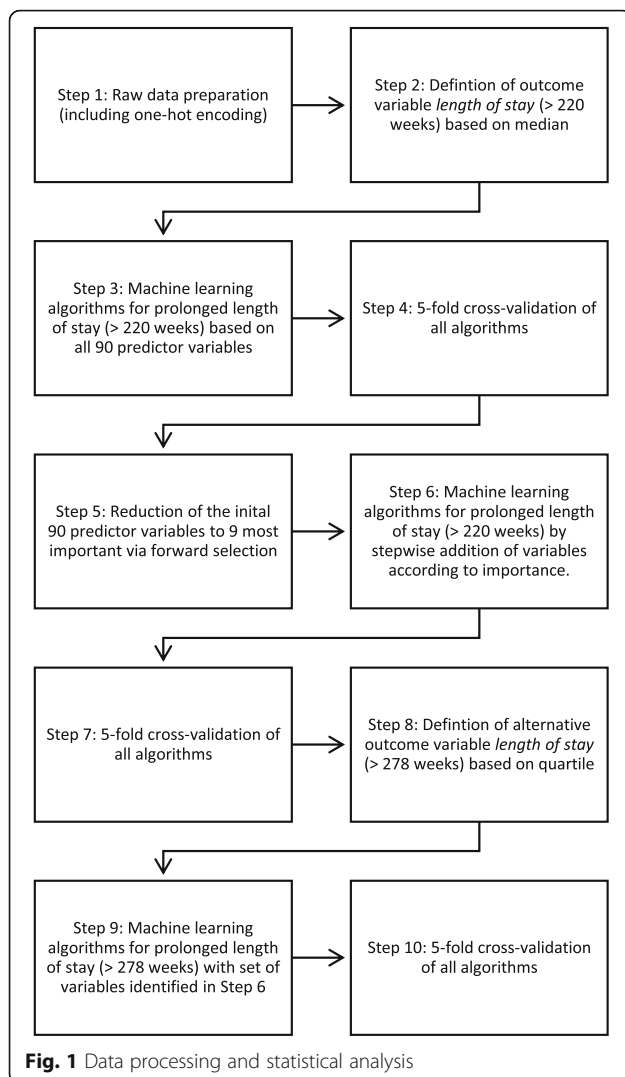 Step 1: Raw data preparation
(including one-hot encoding)
Step 2: Defintion of outcome
variable length of stay (> 220
weeks) based on median
Step 3: Machine learning
algorithms for prolonged length
of stay (> 220 weeks) based on
all 90 predictor variables
Step 4: 5-fold cross-validation of
all algorithms
Step 5: Reduction of the inital
90 predictor variables to 9 most
important via forward selection
Step 6: Machine learning
algorithms for prolonged length
of stay (> 220 weeks) by
stepwise addition of variables
according to importance.
Step 7: 5-fold cross-validation of
all algorithms
Step 8: Defintion of alternative
outcome variable length of stay
(> 278 weeks) based on quartile
Step 9: Machine learning
algorithms for prolonged length
of stay (> 278 weeks) with set of
variables identified in Step 6
Step 10: 5-fold cross-validation
of all algorithms
Fig. 1 Data processing and statistical analysis